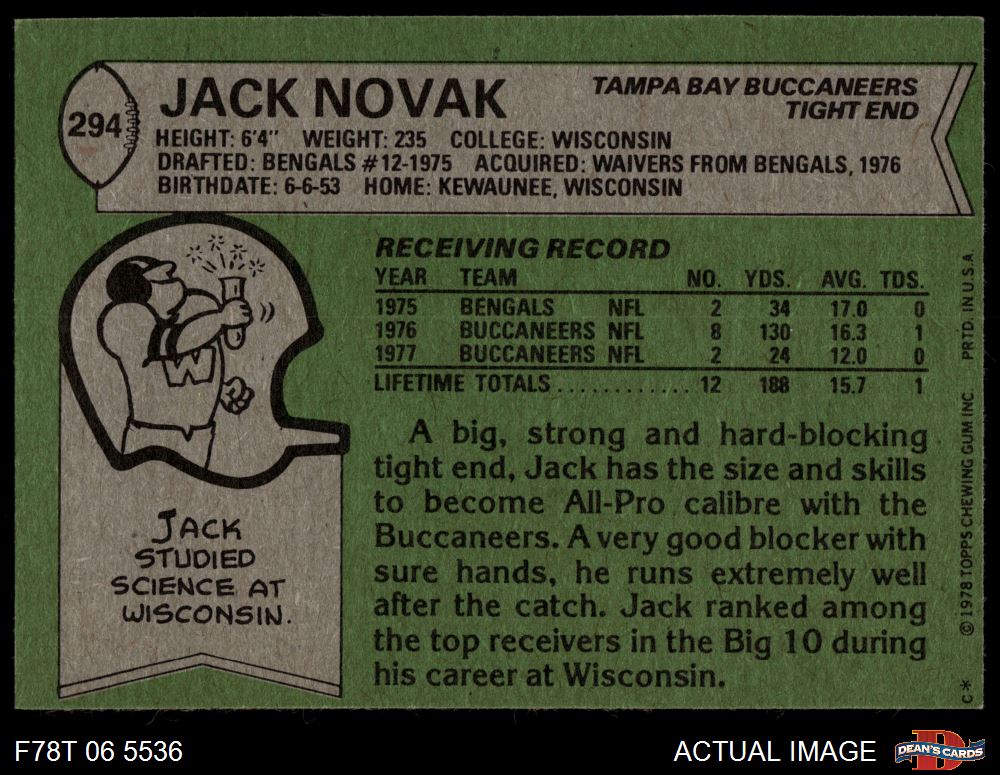 294
JACK NOVAK
TAMPA BAY BUCCANEERS
TIGHT END
HEIGHT: 6'4" WEIGHT: 235 COLLEGE: WISCONSIN
DRAFTED: BENGALS #12-1975 ACQUIRED: WAIVERS FROM BENGALS, 1976
BIRTHDATE: 6-6-53 HOME: KEWAUNEE, WISCONSIN
W
JACK
STUDIED
SCIENCE AT
WISCONSIN.
RECEIVING RECORD
YEAR TEAM NO. YDS. AVG. TDS.
1975 BENGALS NFL 2 34 17.0 0
1976 BUCCANEERS NFL 8 130 16.3 1
1977 BUCCANEERS NFL 2 24 12.0 0
LIFETIME TOTALS............ 12 188 15.7 1
A big, strong and hard-blocking
tight end, Jack has the size and skills
to become All-Pro calibre with the
Buccaneers. A very good blocker with
sure hands, he runs extremely well
after the catch. Jack ranked among
the top receivers in the Big 10 during
his career at Wisconsin.
C* © 1978 TOPPS CHEWING GUM INC. PRTD. IN U.S.A.
F78T 06 5536
ACTUAL IMAGE
D
DEAN'S CARDS